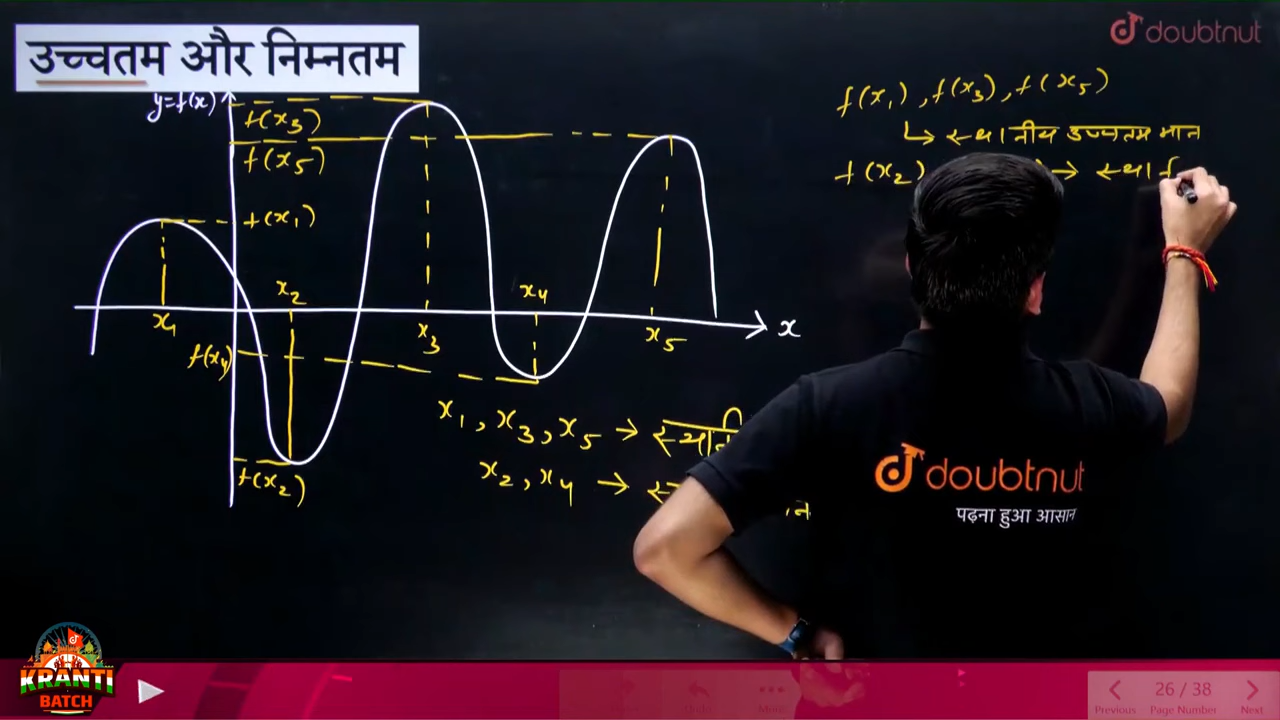 उच्चतम और निम्नतम
doubtnut
y=f(x)
f(x₃)
f(x₅)
f(x₁)
x₂
x₁
x₃
x₄
x₅
x
f(x₄)
f(x₂)
f(x₁), f(x₃), f(x₅)
↳ स्थानीय उच्चतम मान
f(x₂) →
x₁, x₃, x₅ →
x₂, x₄ →
doubtnut
पढ़ना हुआ आसान
KRANTI
BATCH
26 / 38
Previous Page Number Next